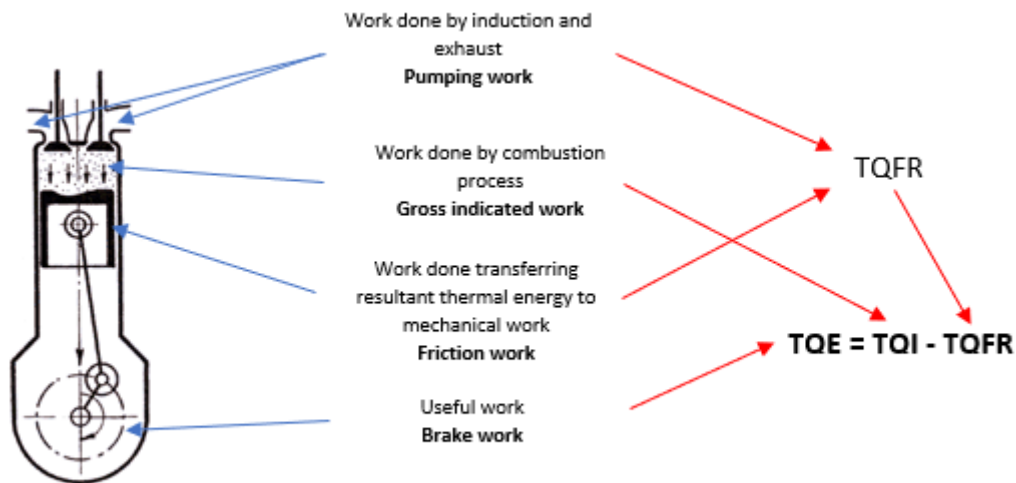 Work done by induction and
exhaust
Pumping work
Work done by combustion
process
Gross indicated work
TQFR
Work done transferring
resultant thermal energy to
mechanical work
Friction work
TQE = TQI - TQFR
Useful work
Brake work